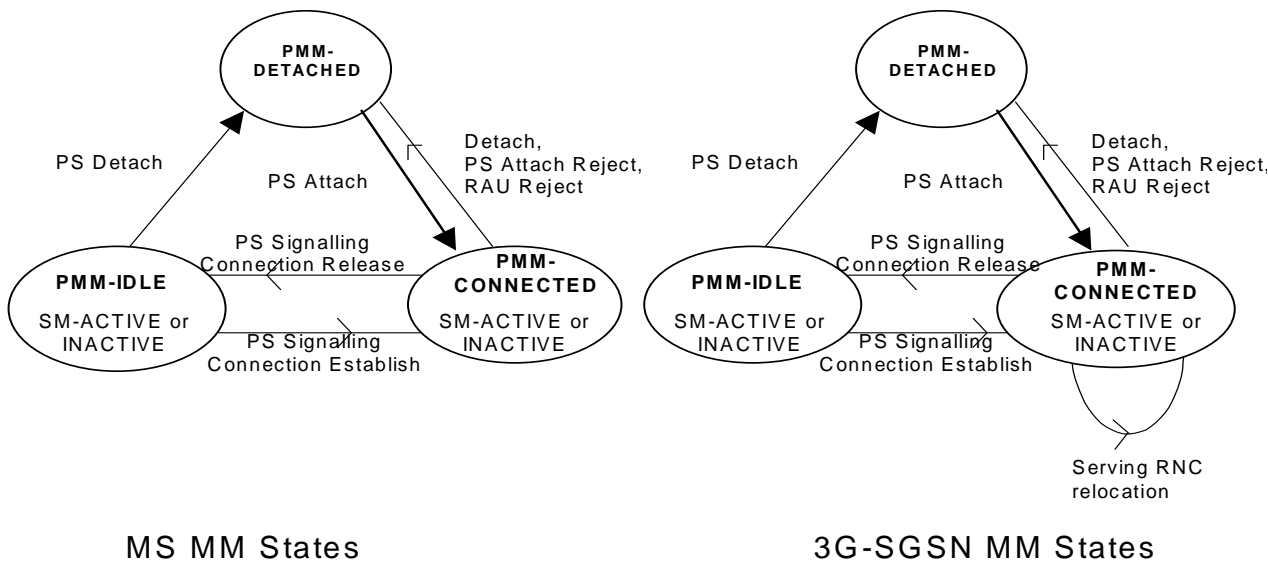 PMM-
DETACHED
PS Detach
PS Attach
Detach,
PS Attach Reject,
RAU Reject
PS Signalling
Connection Release
PMM-IDLE
SM-ACTIVE or
INACTIVE
PMM-
CONNECTED
SM-ACTIVE or
INACTIVE
PS Signalling
Connection Establish
MS MM States
PMM-
DETACHED
PS Detach
PS Attach
Detach,
PS Attach Reject,
RAU Reject
PS Signalling
Connection Release
PMM-IDLE
SM-ACTIVE or
INACTIVE
PMM-
CONNECTED
SM-ACTIVE or
INACTIVE
PS Signalling
Connection Establish
Serving RNC
relocation
3G-SGSN MM States